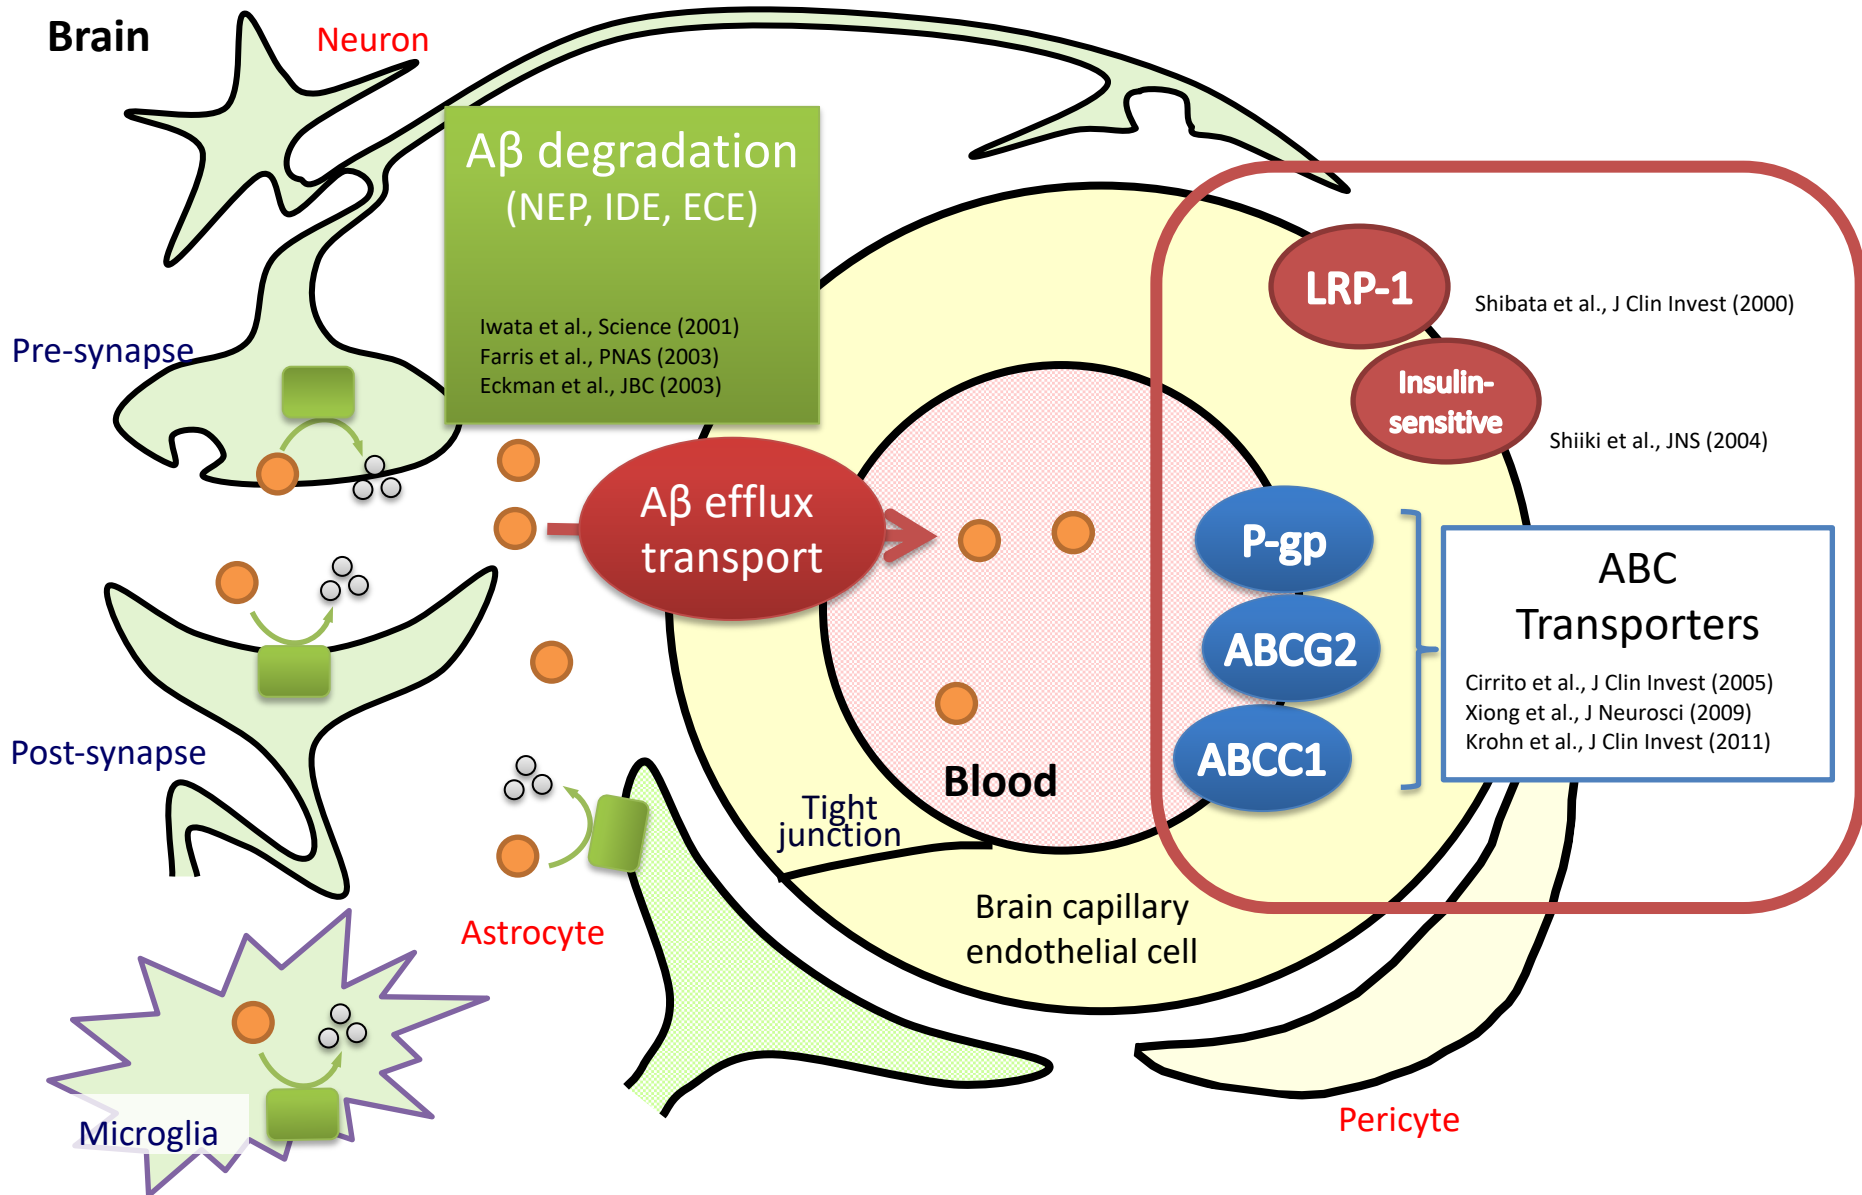 Brain
Neuron
Aβ degradation
(NEP, IDE, ECE)
Iwata et al., Science (2001)
Farris et al., PNAS (2003)
Eckman et al., JBC (2003)
Pre-synapse
LRP-1
Shibata et al., J Clin Invest (2000)
Insulin-
sensitive
Shiiki et al., JNS (2004)
Aβ efflux
transport
P-gp
ABCG2
ABCC1
ABC
Transporters
Cirrito et al., J Clin Invest (2005)
Xiong et al., J Neurosci (2009)
Krohn et al., J Clin Invest (2011)
Post-synapse
Blood
Tight
junction
Brain capillary
endothelial cell
Astrocyte
Microglia
Pericyte